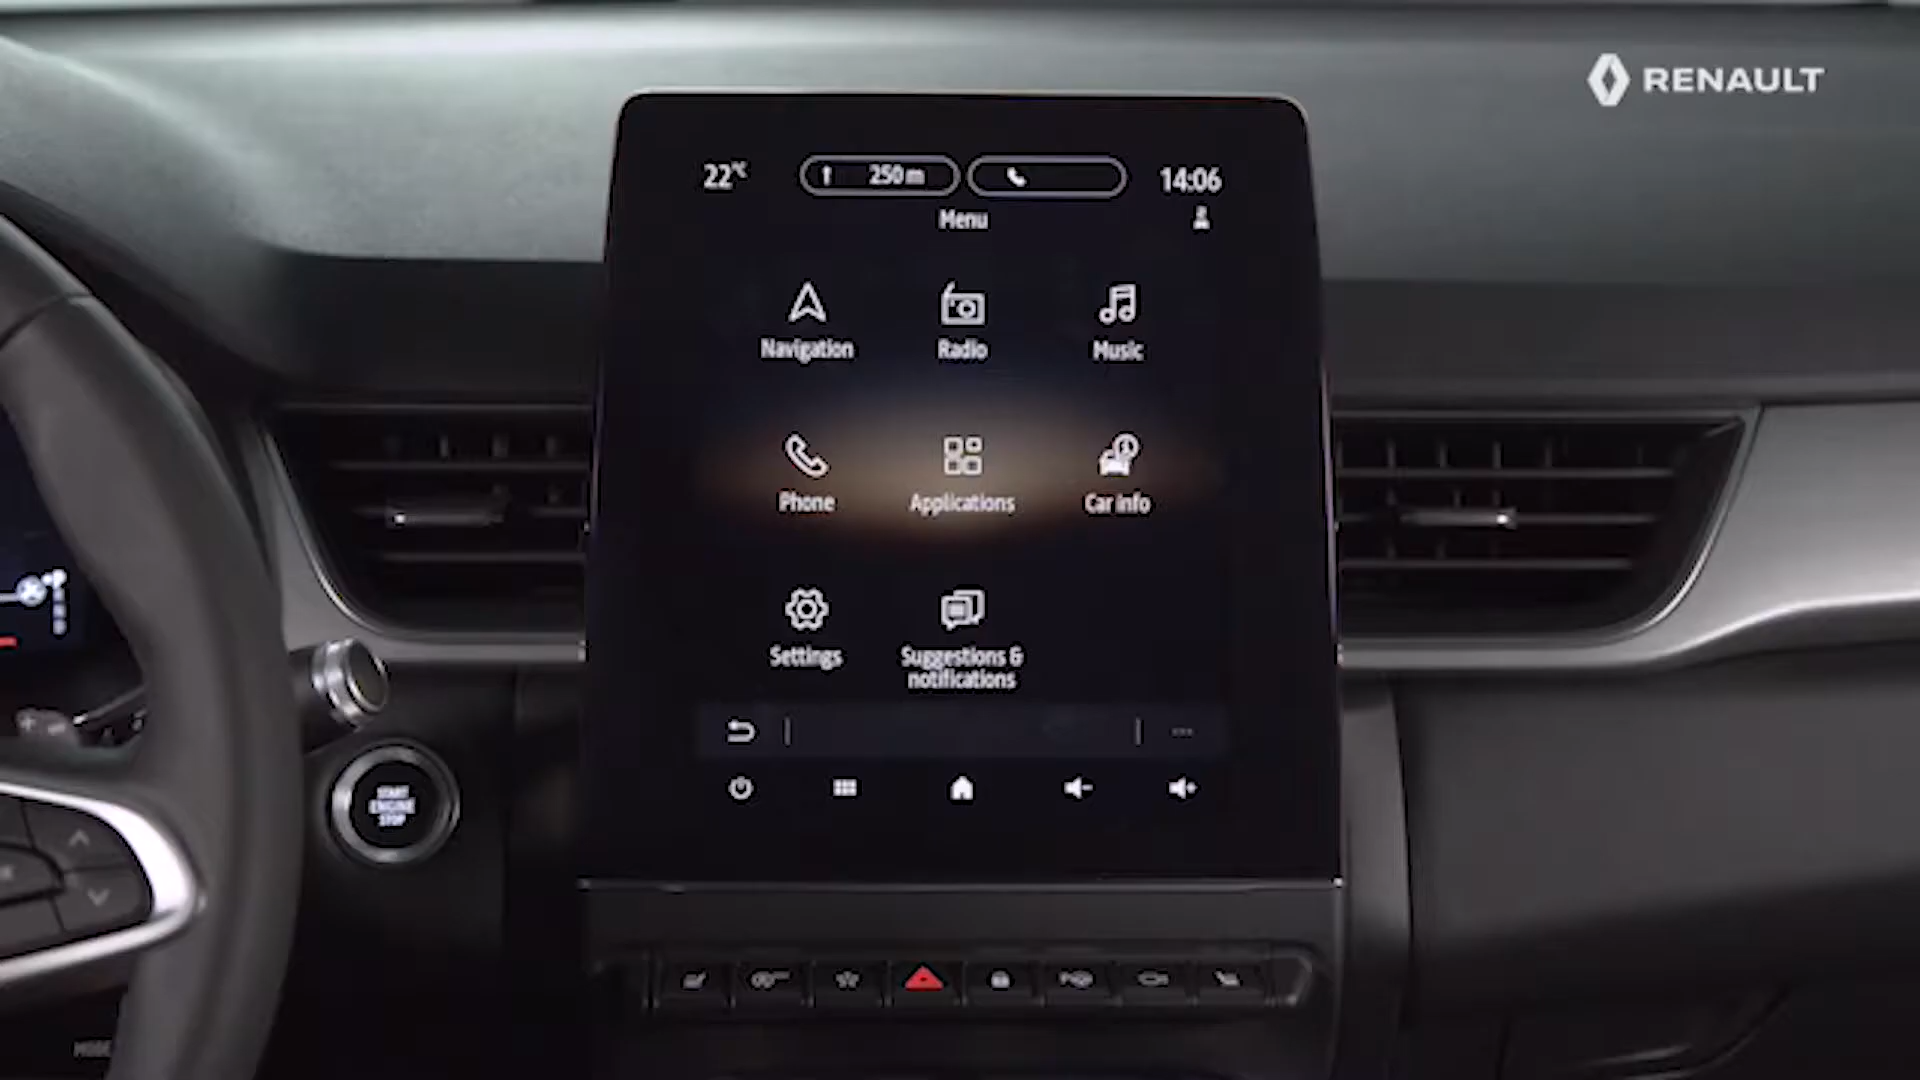 RENAULT
22°C
250 m
14:06
Menu
Navigation
Radio
Music
Phone
Applications
Car info
Settings
Suggestions &
notifications
START
ENGINE
STOP
MODE